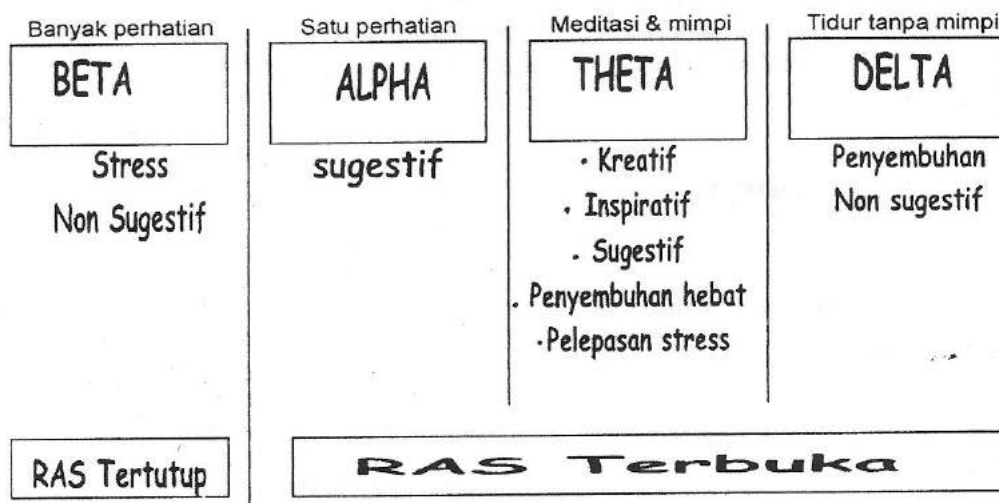 Banyak perhatian
BETA
Stress
Non Sugestif
RAS Tertutup
Satu perhatian
ALPHA
sugestif
Meditasi & mimpi
THETA
· Kreatif
. Inspiratif
. Sugestif
. Penyembuhan hebat
·Pelepasan stress
Tidur tanpa mimpi
DELTA
Penyembuhan
Non sugestif
RAS Terbuka